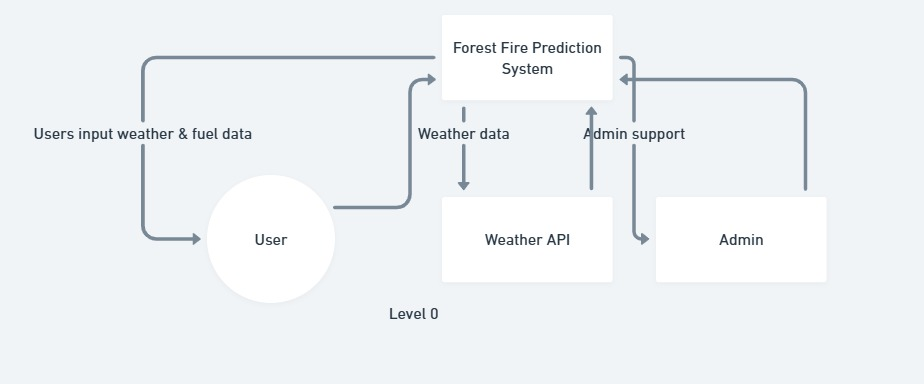 Forest Fire Prediction
System
Users input weather & fuel data
Weather data
Admin support
User
Weather API
Admin
Level 0